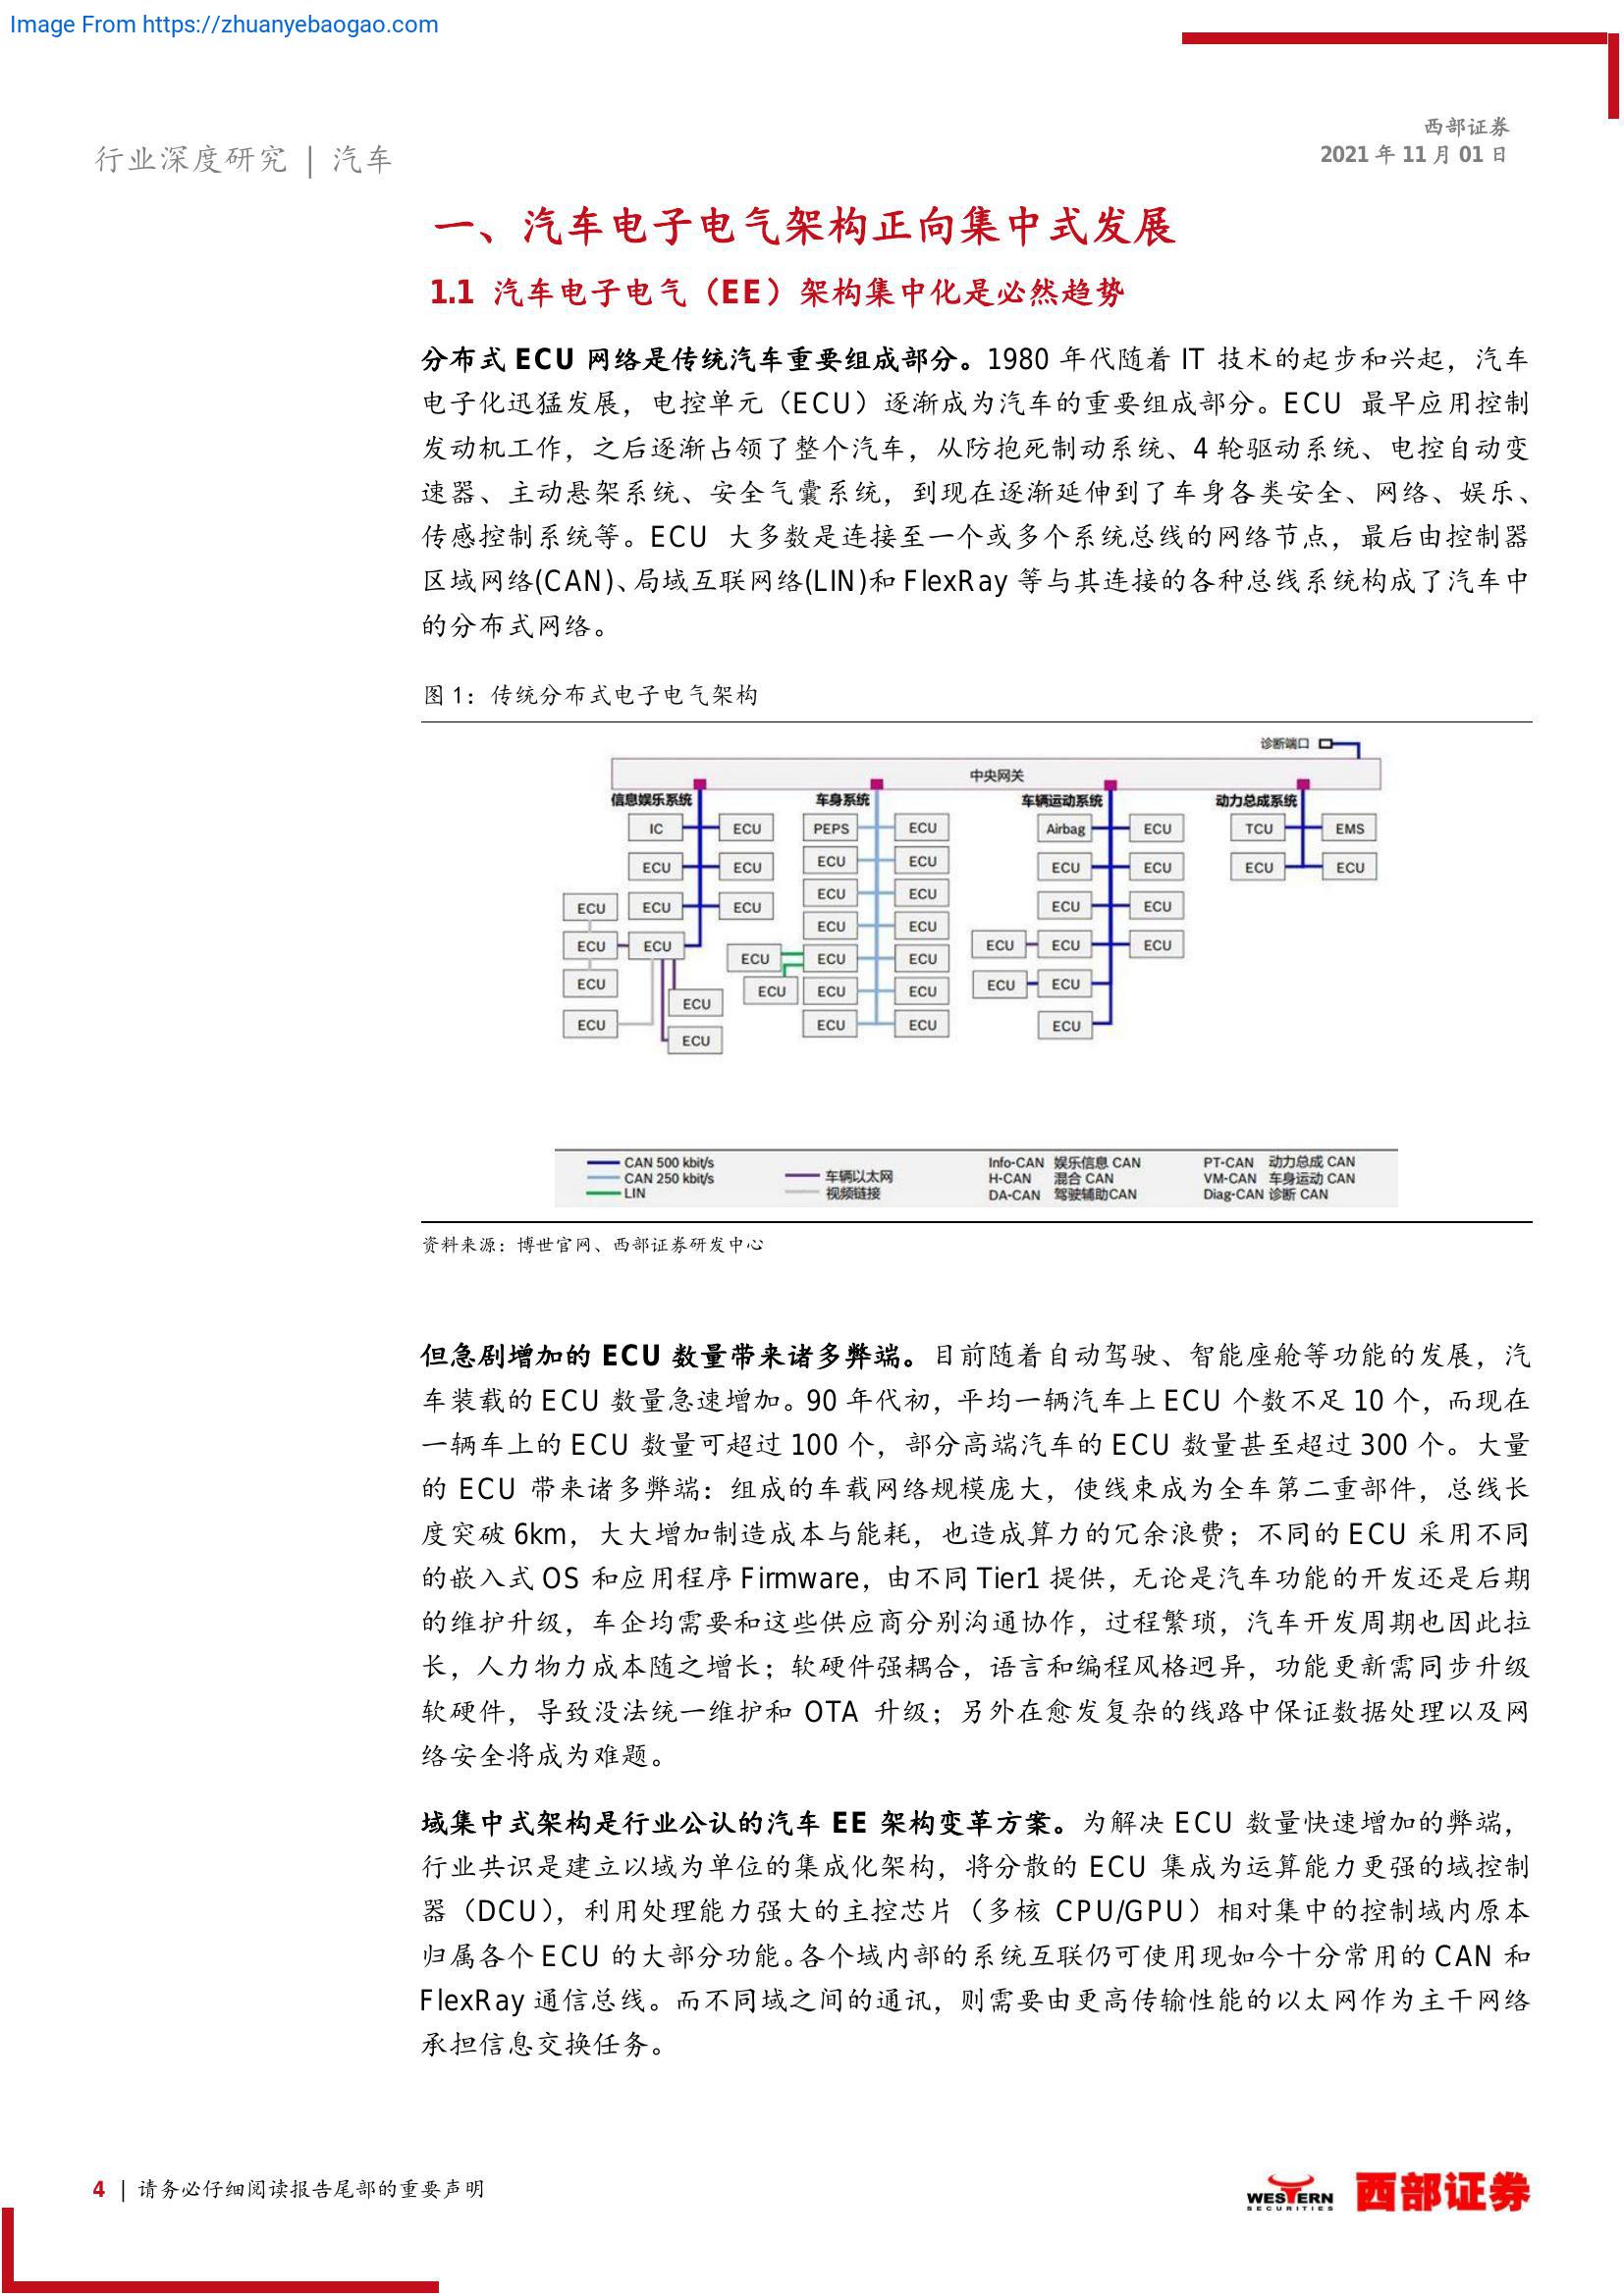 Image From https://zhuanyebaogao.com
行业深度研究 | 汽车
西部证券
2021 年 11 月 01 日
一、汽车电子电气架构正向集中式发展
1.1 汽车电子电气（EE）架构集中化是必然趋势
分布式 ECU 网络是传统汽车重要组成部分。1980 年代随着 IT 技术的起步和兴起，汽车
电子化迅猛发展，电控单元（ECU）逐渐成为汽车的重要组成部分。ECU 最早应用控制
发动机工作，之后逐渐占领了整个汽车，从防抱死制动系统、4 轮驱动系统、电控自动变
速器、主动悬架系统、安全气囊系统，到现在逐渐延伸到了车身各类安全、网络、娱乐、
传感控制系统等。ECU 大多数是连接至一个或多个系统总线的网络节点，最后由控制器
区域网络(CAN)、局域互联网络(LIN)和 FlexRay 等与其连接的各种总线系统构成了汽车中
的分布式网络。
图 1：传统分布式电子电气架构
诊断端口
中央网关
信息娱乐系统 车身系统 车辆运动系统 动力总成系统
IC ECU PEPS ECU Airbag ECU TCU EMS
ECU ECU ECU ECU ECU ECU ECU ECU
ECU ECU ECU ECU ECU ECU ECU
ECU ECU
ECU ECU ECU ECU ECU ECU ECU ECU
ECU ECU ECU ECU ECU ECU
ECU
ECU ECU ECU ECU
ECU
CAN 500 kbit/s
CAN 250 kbit/s
LIN
车辆以太网
视频链接
Info-CAN 娱乐信息 CAN
H-CAN 混合 CAN
DA-CAN 驾驶辅助CAN
PT-CAN 动力总成 CAN
VM-CAN 车身运动 CAN
Diag-CAN 诊断 CAN
资料来源：博世官网、西部证券研发中心
但急剧增加的 ECU 数量带来诸多弊端。目前随着自动驾驶、智能座舱等功能的发展，汽
车装载的 ECU 数量急速增加。90 年代初，平均一辆汽车上 ECU 个数不足 10 个，而现在
一辆车上的 ECU 数量可超过 100 个，部分高端汽车的 ECU 数量甚至超过 300 个。大量
的 ECU 带来诸多弊端：组成的车载网络规模庞大，使线束成为全车第二重部件，总线长
度突破 6km，大大增加制造成本与能耗，也造成算力的冗余浪费；不同的 ECU 采用不同
的嵌入式 OS 和应用程序 Firmware，由不同 Tier1 提供，无论是汽车功能的开发还是后期
的维护升级，车企均需要和这些供应商分别沟通协作，过程繁琐，汽车开发周期也因此拉
长，人力物力成本随之增长；软硬件强耦合，语言和编程风格迥异，功能更新需同步升级
软硬件，导致没法统一维护和 OTA 升级；另外在愈发复杂的线路中保证数据处理以及网
络安全将成为难题。
域集中式架构是行业公认的汽车 EE 架构变革方案。为解决 ECU 数量快速增加的弊端，
行业共识是建立以域为单位的集成化架构，将分散的 ECU 集成为运算能力更强的域控制
器（DCU），利用处理能力强大的主控芯片（多核 CPU/GPU）相对集中的控制域内原本
归属各个 ECU 的大部分功能。各个域内部的系统互联仍可使用现如今十分常用的 CAN 和
FlexRay 通信总线。而不同域之间的通讯，则需要由更高传输性能的以太网作为主干网络
承担信息交换任务。
4 | 请务必仔细阅读报告尾部的重要声明
WESTERN
SECURITIES
西部证券